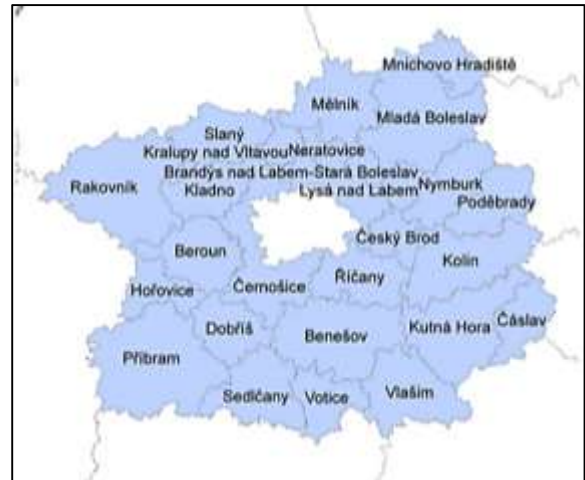 Mnichovo Hradiště
Mělník
Mladá Boleslav
Slaný
Kralupy nad Vltavou
Neratovice
Brandýs nad Labem-Stará Boleslav
Rakovník
Kladno
Lysá nad Labem
Nymburk
Poděbrady
Český Brod
Beroun
Kolín
Říčany
Hořovice
Černošice
Dobříš
Benešov
Kutná Hora
Čáslav
Příbram
Sedlčany
Votice
Vlašim